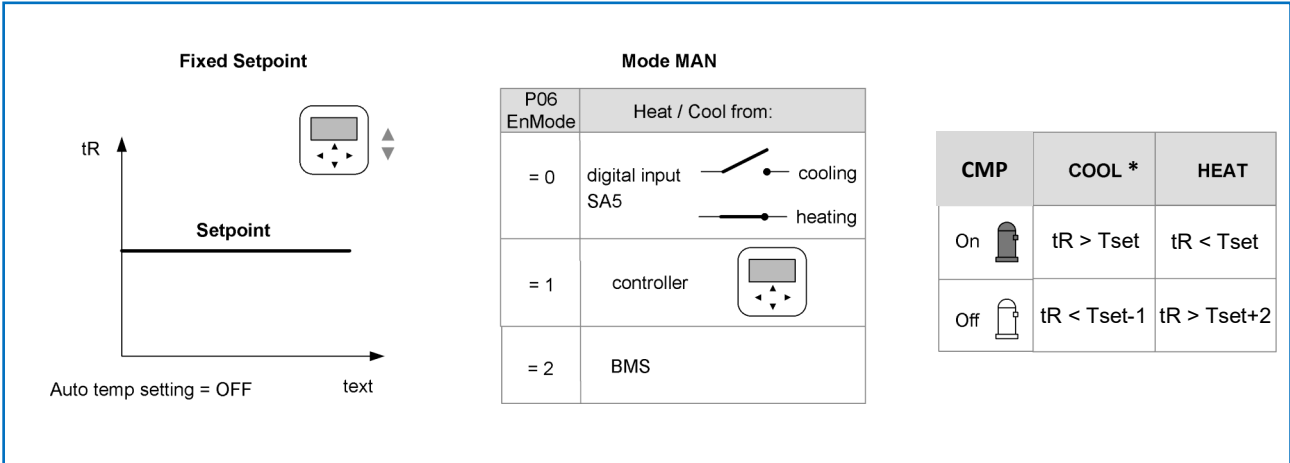 Fixed Setpoint
tR
Setpoint
text
Auto temp setting = OFF
Mode MAN
P06
EnMode
Heat / Cool from:
= 0
digital input
SA5
cooling
heating
= 1
controller
= 2
BMS
CMP COOL * HEAT
On tR > Tset tR < Tset
Off tR < Tset-1 tR > Tset+2